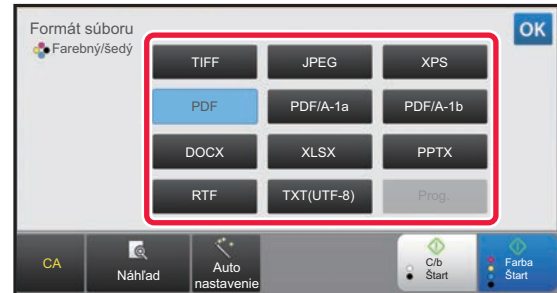 Formát súboru
OK
Farebný/šedý
TIFF JPEG XPS
PDF PDF/A-1a PDF/A-1b
DOCX XLSX PPTX
RTF TXT(UTF-8) Prog.
CA
Náhľad
Auto
nastavenie
C/b
Štart
Farba
Štart